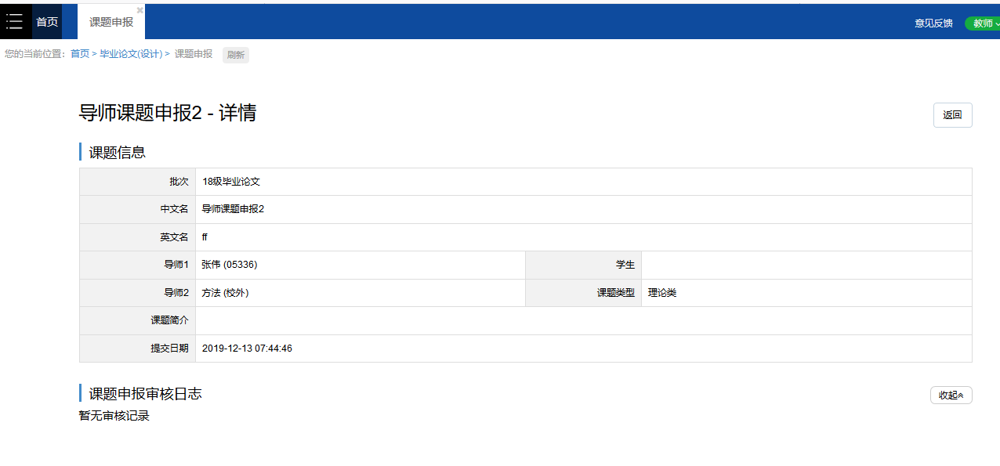 首页 课题申报 意见反馈 教师
您的当前位置： 首页 > 毕业论文(设计) > 课题申报 刷新
导师课题申报2 - 详情 返回
课题信息
批次 18级毕业论文
中文名 导师课题申报2
英文名 ff
导师1 张伟 (05336) 学生
导师2 方法 (校外) 课题类型 理论类
课题简介
提交日期 2019-12-13 07:44:46
课题申报审核日志 收起
暂无审核记录